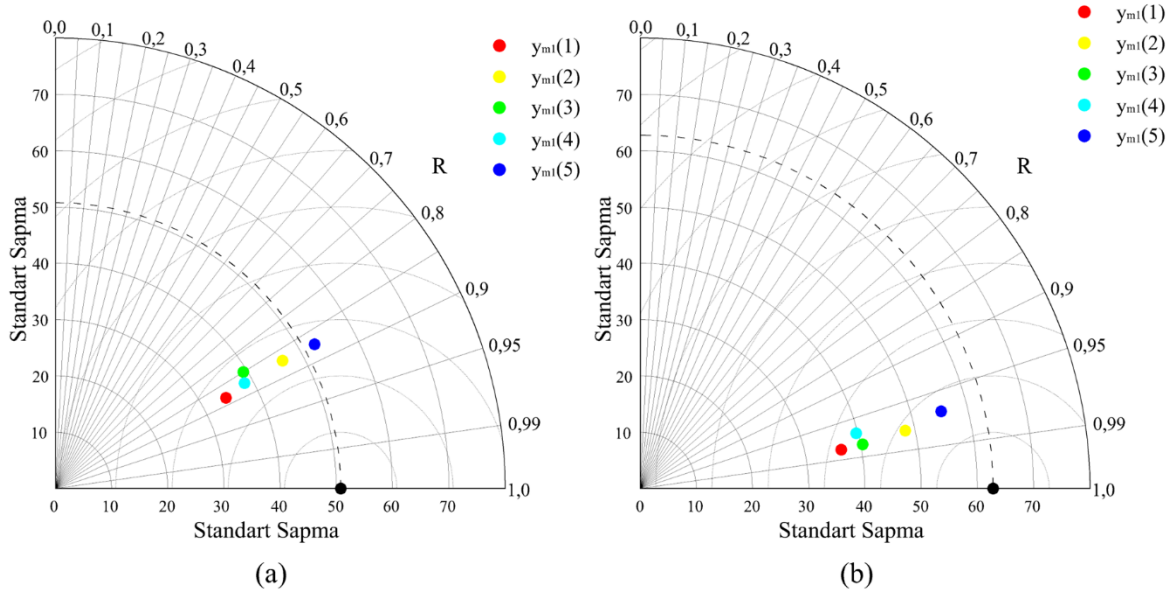 0,0
0,1
0,2
0,3
0,4
0,5
0,6
0,7
0,8
0,9
0,95
0,99
1,0
R
yₘ₁(1)
yₘ₁(2)
yₘ₁(3)
yₘ₁(4)
yₘ₁(5)
70
60
50
40
30
20
10
Standart Sapma
0 10 20 30 40 50 60 70
Standart Sapma
(a)
0,0
0,1
0,2
0,3
0,4
0,5
0,6
0,7
0,8
0,9
0,95
0,99
1,0
R
yₘ₁(1)
yₘ₁(2)
yₘ₁(3)
yₘ₁(4)
yₘ₁(5)
70
60
50
40
30
20
10
Standart Sapma
0 10 20 30 40 50 60 70
Standart Sapma
(b)